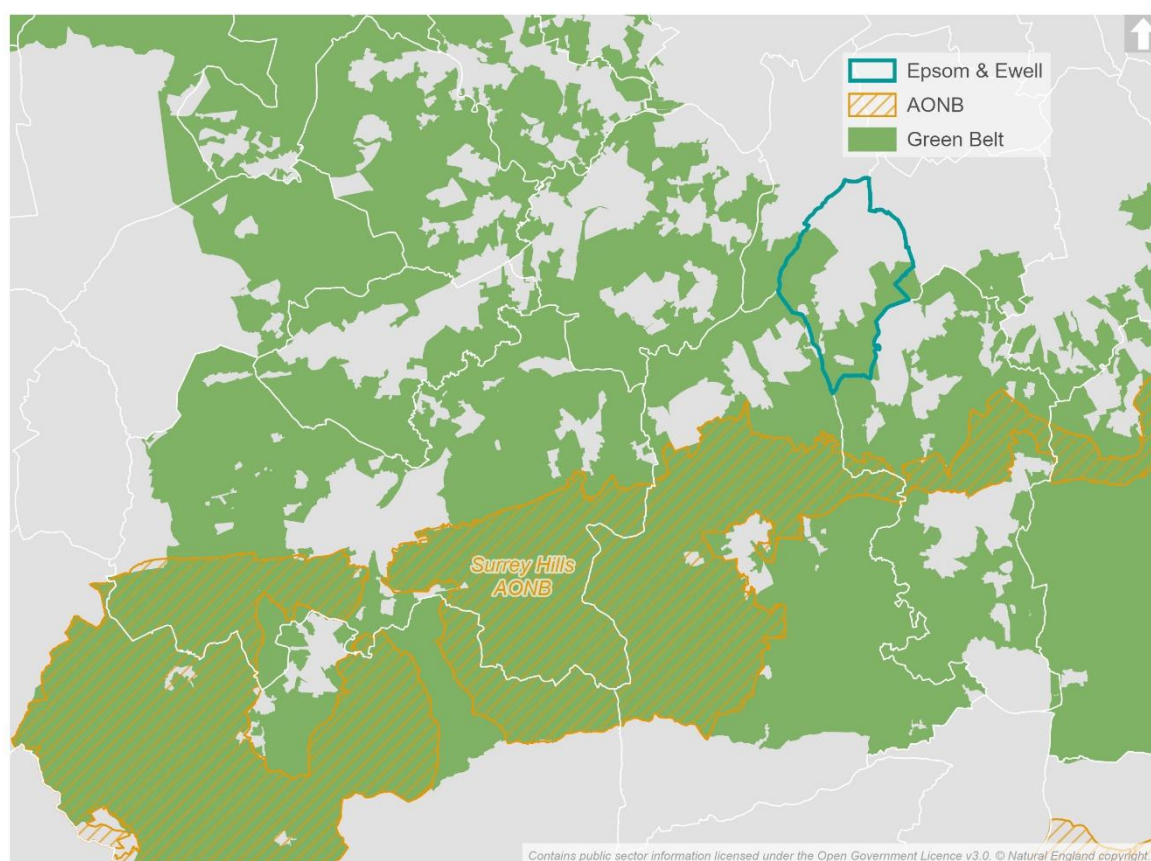 Epsom & Ewell
AONB
Green Belt
Surrey Hills
AONB
Contains public sector information licensed under the Open Government Licence v3.0. © Natural England copyright.